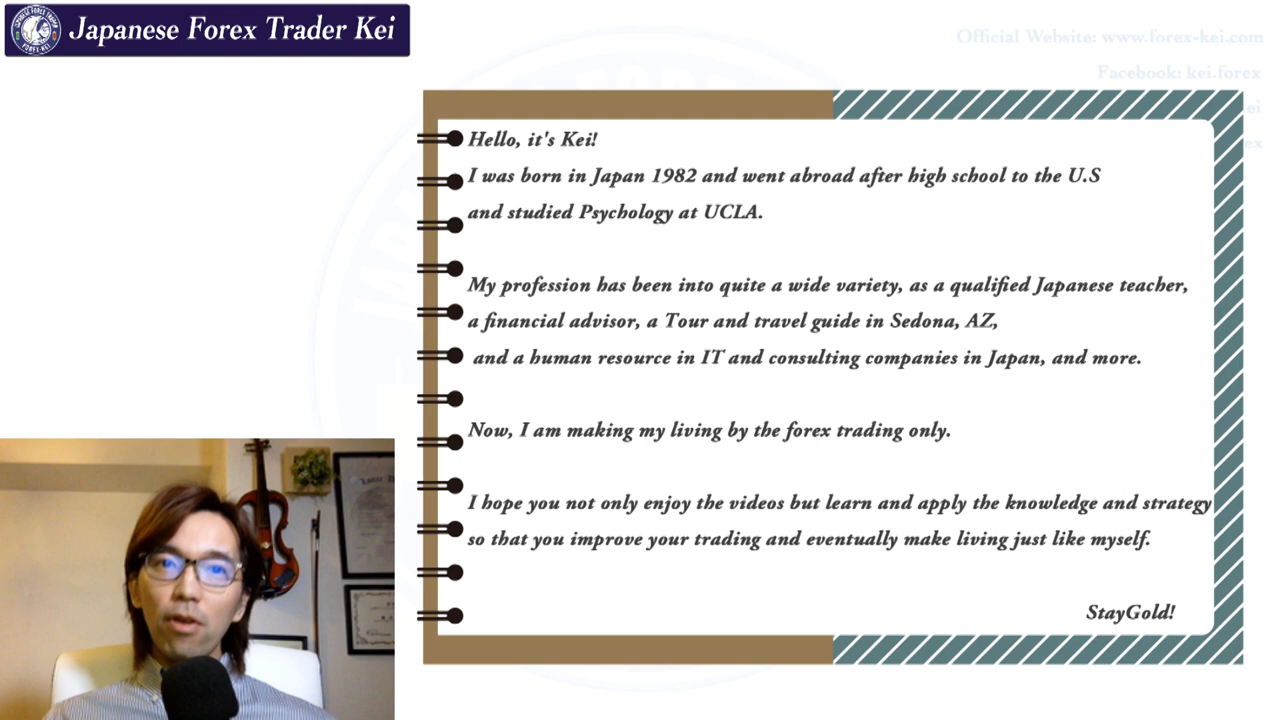 Japanese Forex Trader Kei
Official Website: www.forex-kei.com
Facebook: kei.forex
Hello, it's Kei!
I was born in Japan 1982 and went abroad after high school to the U.S
and studied Psychology at UCLA.
My profession has been into quite a wide variety, as a qualified Japanese teacher,
a financial advisor, a Tour and travel guide in Sedona, AZ,
and a human resource in IT and consulting companies in Japan, and more.
Now, I am making my living by the forex trading only.
I hope you not only enjoy the videos but learn and apply the knowledge and strategy
so that you improve your trading and eventually make living just like myself.
StayGold!